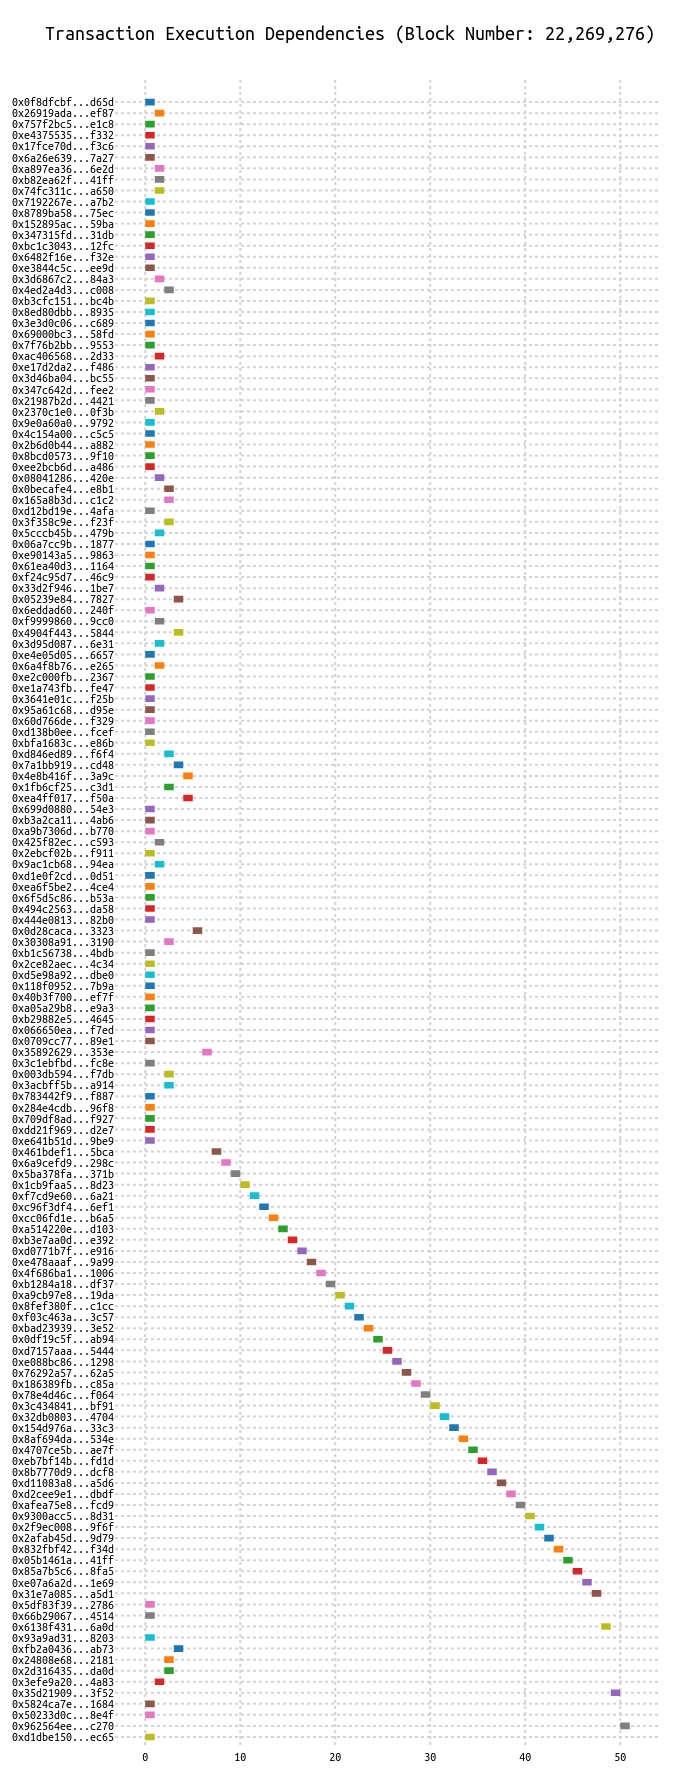 Transaction Execution Dependencies (Block Number: 22,269,276)
0x0f8dfcbf...d65d
0x26919ada...ef87
0x757f2bc5...e1c8
0xe4375535...f332
0x17fce70d...f3c6
0x6a26e639...7a27
0xa897ea36...6e2d
0xb82ea62f...41ff
0x74fc311c...a650
0x7192267e...a7b2
0x8789ba58...75ec
0x152895ac...59ba
0x347315fd...31db
0xbc1c3043...12fc
0x6482f16e...f32e
0xe3844c5c...ee9d
0x3d6867c2...84a3
0x4ed2a4d3...c008
0xb3cfc151...bc4b
0x8ed80dbb...8935
0x3e3d0c06...c689
0x69000bc3...58fd
0x7f76b2bb...9553
0xac406568...2d33
0xe17d2da2...f486
0x3d46ba04...bc55
0x347c642d...fee2
0x21987b2d...4421
0x2370c1e0...0f3b
0x9e0a60a0...9792
0x4c154a00...c5c5
0x2b6d0b44...a882
0x8bcd0573...9f10
0xee2bcb6d...a486
0x08041286...420e
0x0becafe4...e8b1
0x165a8b3d...c1c2
0xd12bd19e...4afa
0x3f358c9e...f23f
0x5cccb45b...479b
0x06a7cc9b...1877
0xe90143a5...9863
0x61ea40d3...1164
0xf24c95d7...46c9
0x33d2f946...1be7
0x05239e84...7827
0x6eddad60...240f
0xf9999860...9cc0
0x4904f443...5844
0x3d95d087...6e31
0xe4e05d05...6657
0x6a4f8b76...e265
0xe2c000fb...2367
0xe1a743fb...fe47
0x3641e01c...f25b
0x95a61c68...d95e
0x60d766de...f329
0xd138b0ee...fcef
0xbfa1683c...e86b
0xd846ed89...f6f4
0x7a1bb919...cd48
0x4e8b416f...3a9c
0x1fb6cf25...c3d1
0xea4ff017...f50a
0x699d0880...54e3
0xb3a2ca11...4ab6
0xa9b7306d...b770
0x425f82ec...c593
0x2ebcf02b...f911
0x9ac1cb68...94ea
0xd1e0f2cd...0d51
0xea6f5be2...4ce4
0x6f5d5c86...b53a
0x494c2563...da58
0x444e0813...82b0
0x0d28caca...3323
0x30308a91...3190
0xb1c56738...4bdb
0x2ce82aec...4c34
0xd5e98a92...dbe0
0x118f0952...7b9a
0x40b3f700...ef7f
0xa05a29b8...e9a3
0xb29882e5...4645
0x066650ea...f7ed
0x0709cc77...89e1
0x35892629...353e
0x3c1ebfbd...fc8e
0x003db594...f7db
0x3acbff5b...a914
0x783442f9...f887
0x284e4cdb...96f8
0x709df8ad...f927
0xdd21f969...d2e7
0xe641b51d...9be9
0x461bdef1...5bca
0x6a9cefd9...298c
0x5ba378fa...371b
0x1cb9faa5...8d23
0xf7cd9e60...6a21
0xc96f3df4...6ef1
0xcc06fd1e...b6a5
0xa514220e...d103
0xb3e7aa0d...e392
0xd0771b7f...e916
0xe478aaaf...9a99
0x4f686ba1...1006
0xb1284a18...df37
0xa9cb97e8...19da
0x8fef380f...c1cc
0xf03c463a...3c57
0xbad23939...3e52
0x0df19c5f...ab94
0xd7157aaa...5444
0xe088bc86...1298
0x76292a57...62a5
0x186389fb...c85a
0x78e4d46c...f064
0x3c434841...bf91
0x32db0803...4704
0x154d976a...33c3
0x8af694da...534e
0x4707ce5b...ae7f
0xeb7bf14b...fd1d
0x8b7770d9...dcf8
0xd11083a8...a5d6
0xd2cee9e1...dbdf
0xafea75e8...fcd9
0x9300acc5...8d31
0x2f9ec008...9f6f
0x2afab45d...9d79
0x832fbf42...f34d
0x05b1461a...41ff
0x85a7b5c6...8fa5
0xe07a6a2d...1e69
0x31e7a085...a5d1
0x5df83f39...2786
0x66b29067...4514
0x6138f431...6a0d
0x93a9ad31...8203
0xfb2a0436...ab73
0x24808e68...2181
0x2d316435...da0d
0x3efe9a20...4a83
0x35d21909...3f52
0x5824ca7e...1684
0x50233d0c...8e4f
0x962564ee...c270
0xd1dbe150...ec65
0 10 20 30 40 50